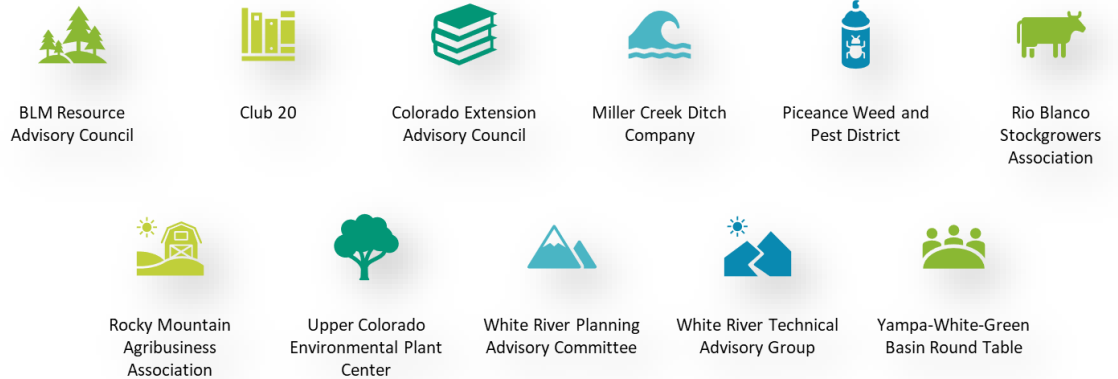 BLM Resource
Advisory Council
Club 20
Colorado Extension
Advisory Council
Miller Creek Ditch
Company
Piceance Weed and
Pest District
Rio Blanco
Stockgrowers
Association
Rocky Mountain
Agribusiness
Association
Upper Colorado
Environmental Plant
Center
White River Planning
Advisory Committee
White River Technical
Advisory Group
Yampa-White-Green
Basin Round Table